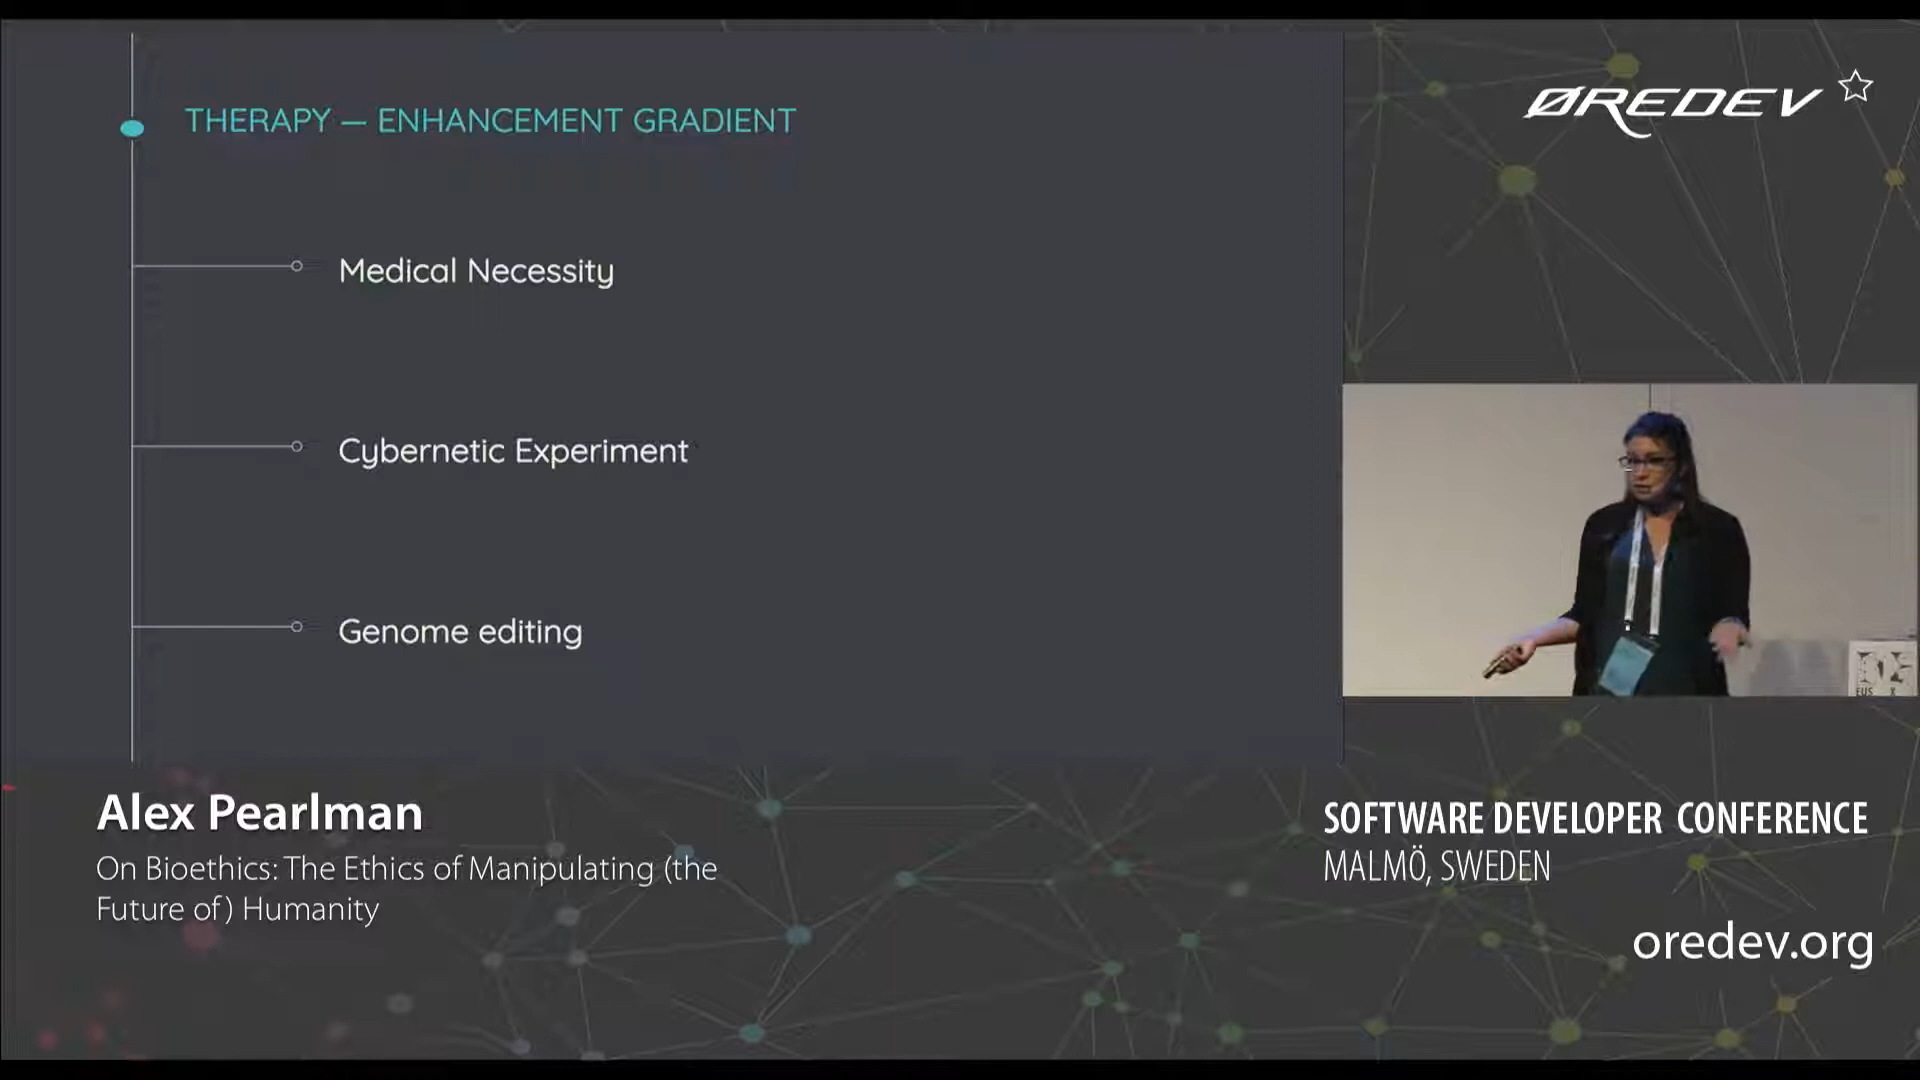 THERAPY — ENHANCEMENT GRADIENT
Medical Necessity
Cybernetic Experiment
Genome editing
ØREDEV
Alex Pearlman
On Bioethics: The Ethics of Manipulating (the
Future of) Humanity
SOFTWARE DEVELOPER CONFERENCE
MALMÖ, SWEDEN
oredev.org